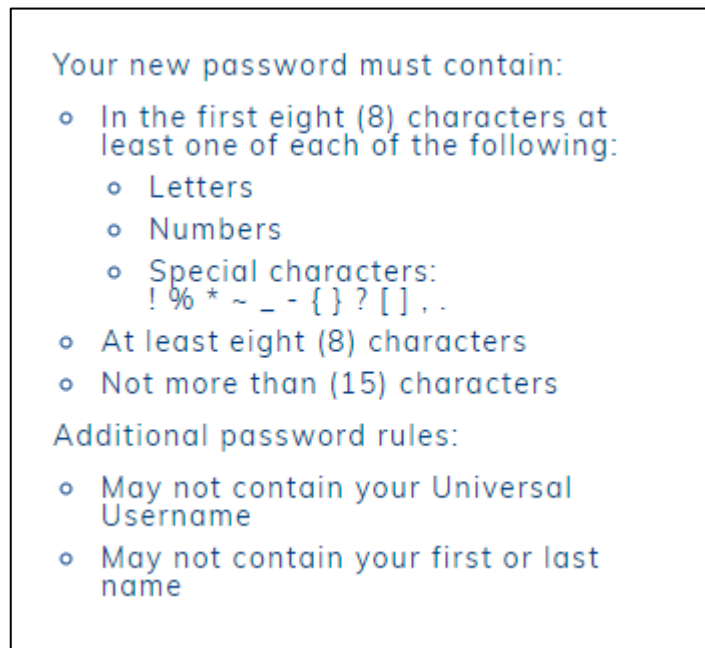 Your new password must contain:
In the first eight (8) characters at
least one of each of the following:
Letters
Numbers
Special characters:
! % * ~ _ - { } ? [ ] , .
At least eight (8) characters
Not more than (15) characters
Additional password rules:
May not contain your Universal
Username
May not contain your first or last
name